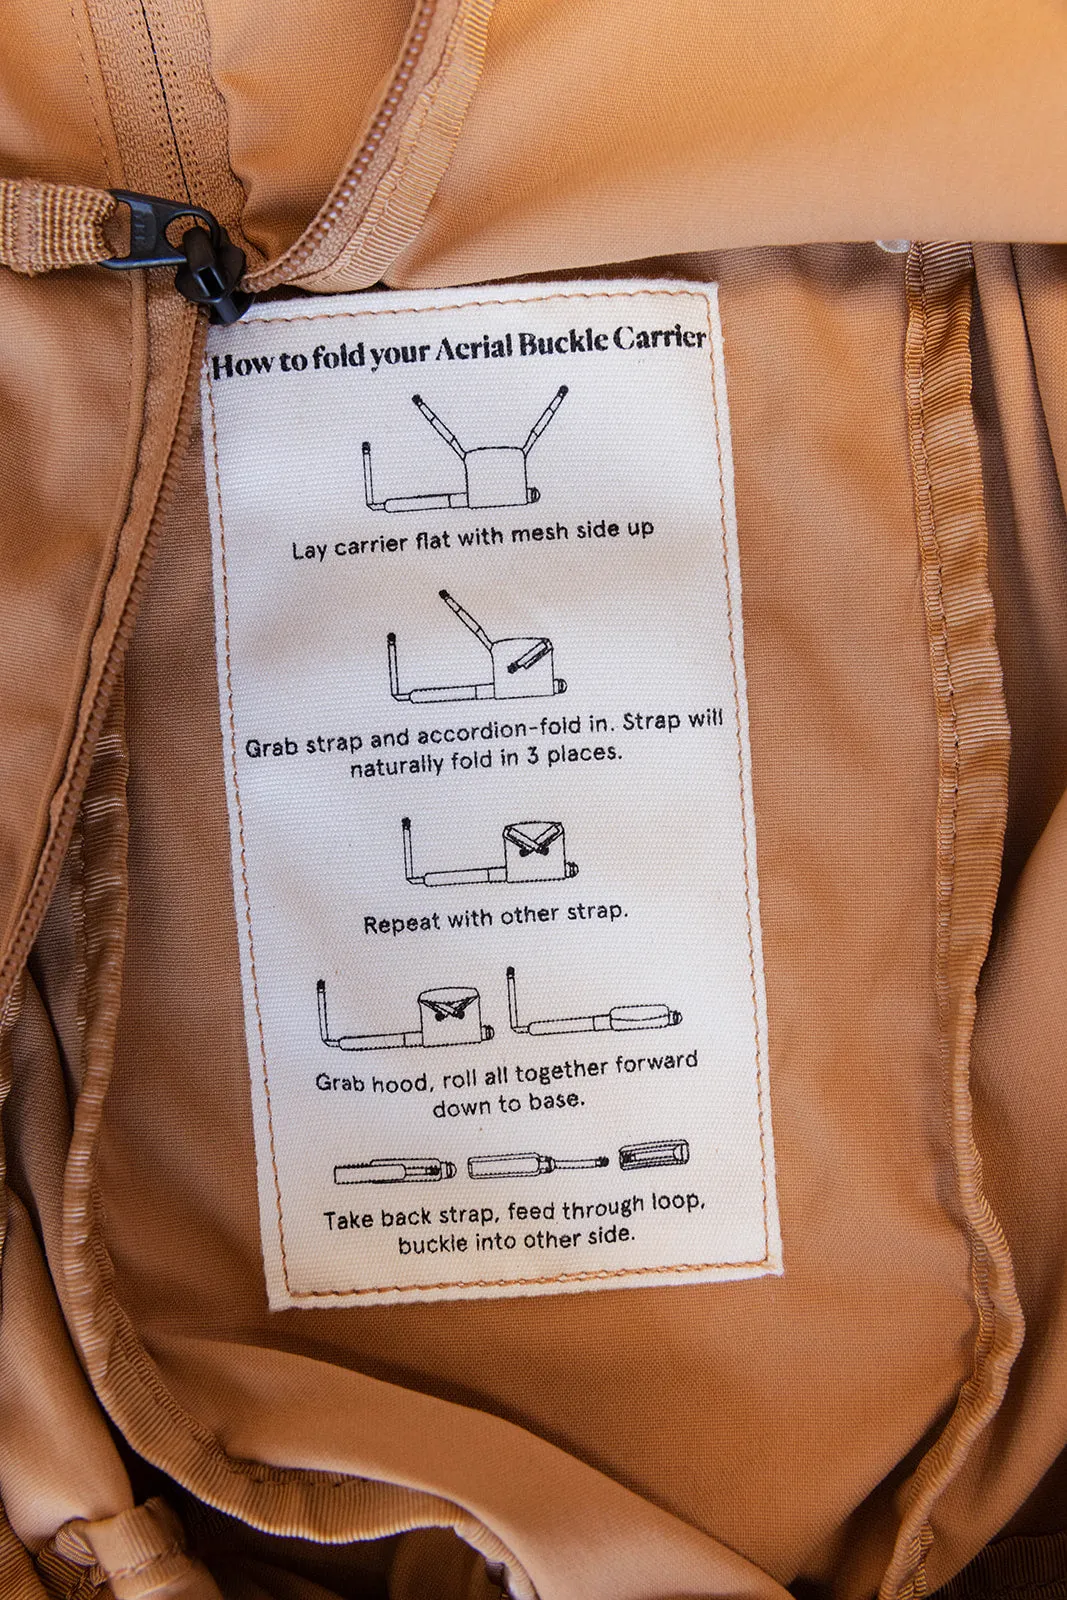 How to fold your Aerial Buckle Carrier
Lay carrier flat with mesh side up
Grab strap and accordion-fold in. Strap will
naturally fold in 3 places.
Repeat with other strap.
Grab hood, roll all together forward
down to base.
Take back strap, feed through loop,
buckle into other side.